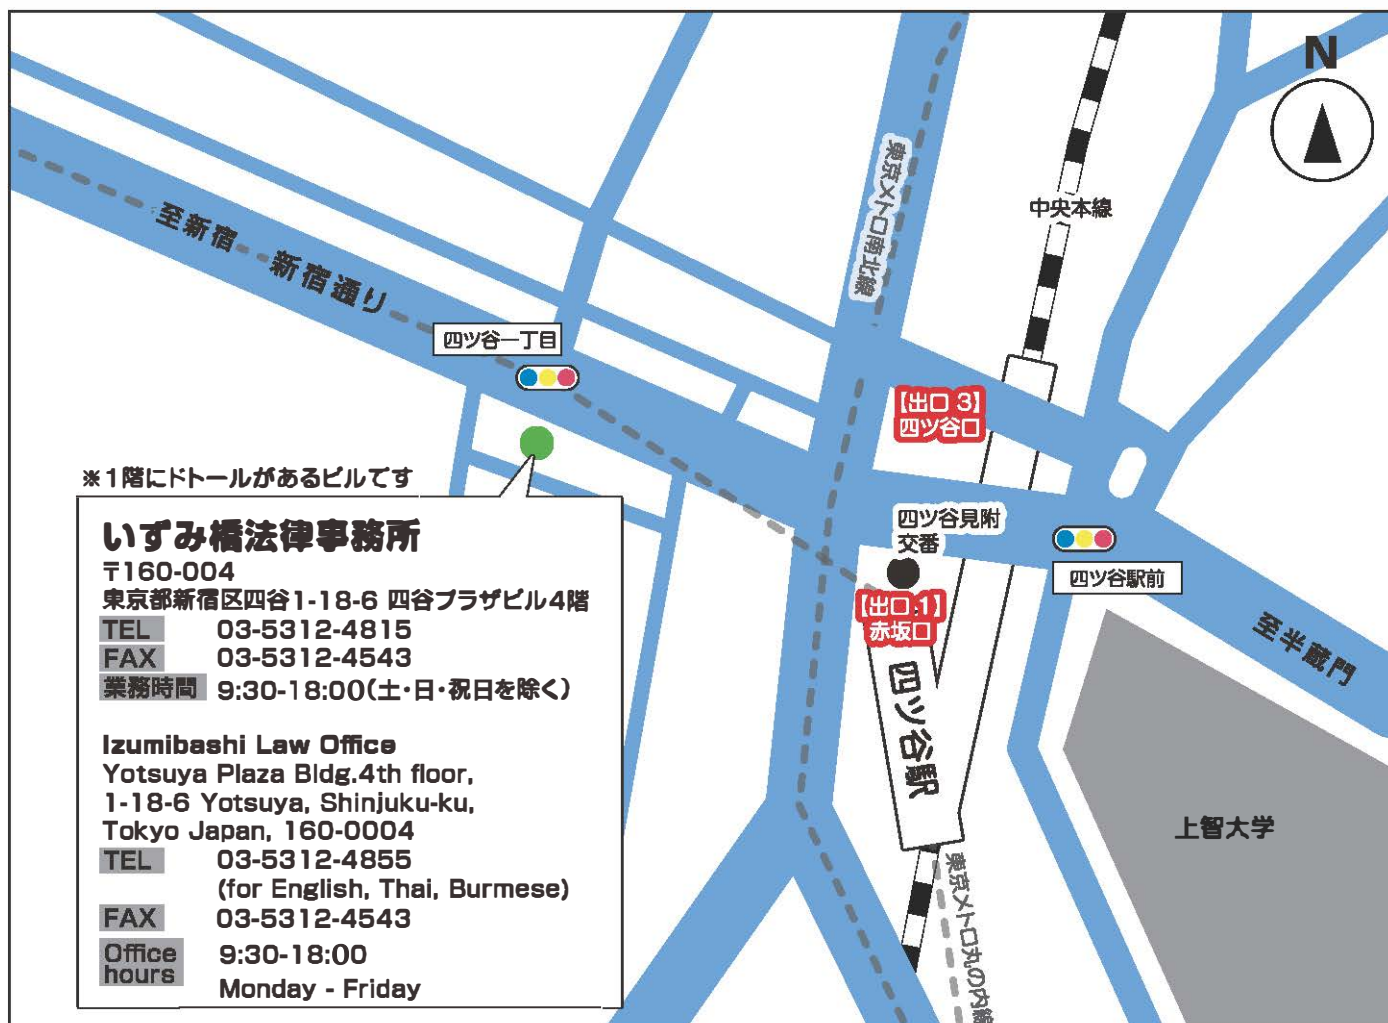 N
東京メトロ南北線
中央本線
至新宿
新宿通り
四ツ谷一丁目
【出口 3】
四ツ谷口
四ツ谷見附
交番
四ツ谷駅前
【出口 1】
赤坂口
至半蔵門
四ツ谷駅
上智大学
東京メトロ丸の内線
※1階にドトールがあるビルです
いずみ橋法律事務所
〒160-004
東京都新宿区四谷1-18-6 四谷プラザビル4階
TEL 03-5312-4815
FAX 03-5312-4543
業務時間 9:30-18:00(土・日・祝日を除く)
Izumibashi Law Office
Yotsuya Plaza Bldg.4th floor,
1-18-6 Yotsuya, Shinjuku-ku,
Tokyo Japan, 160-0004
TEL 03-5312-4855
(for English, Thai, Burmese)
FAX 03-5312-4543
Office hours 9:30-18:00
Monday - Friday